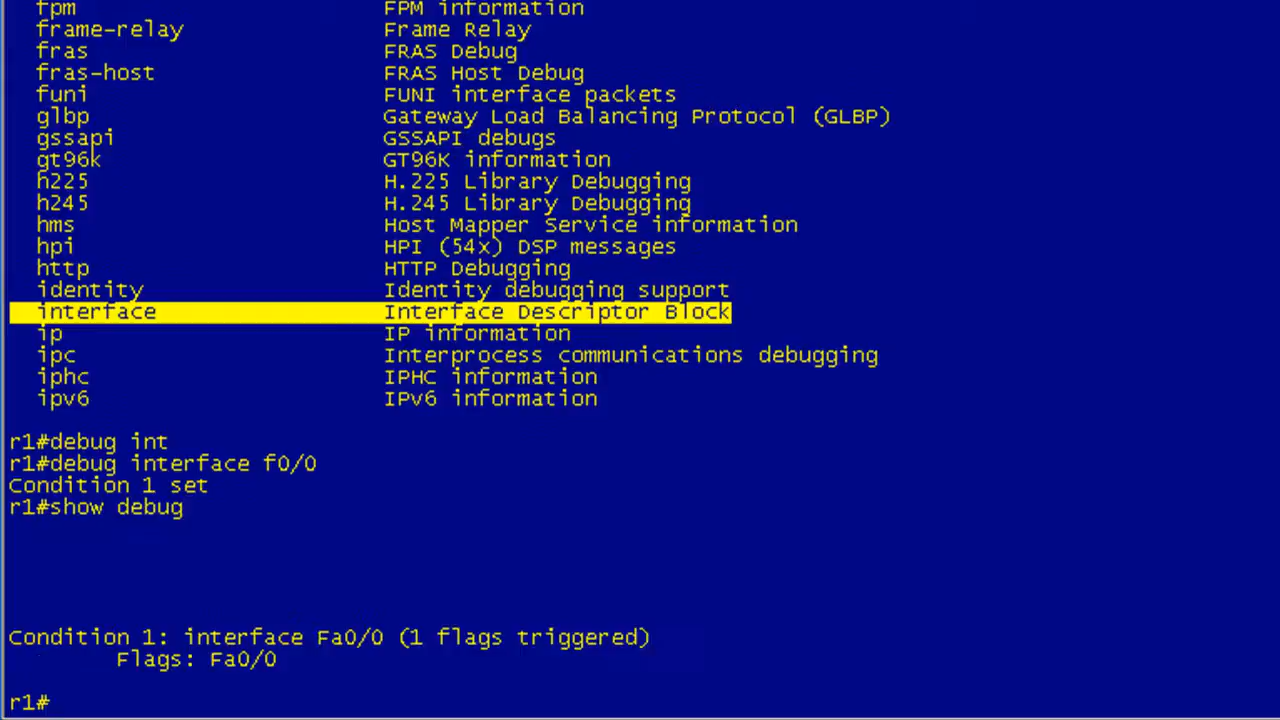 fpm FPM information
frame-relay Frame Relay
fras FRAS Debug
fras-host FRAS Host Debug
funi FUNI interface packets
glbp Gateway Load Balancing Protocol (GLBP)
gssapi GSSAPI debugs
gt96k GT96K information
h225 H.225 Library Debugging
h245 H.245 Library Debugging
hms Host Mapper Service information
hpi HPI (54x) DSP messages
http HTTP Debugging
identity Identity debugging support
interface Interface Descriptor Block
ip IP information
ipc Interprocess communications debugging
iphc IPHC information
ipv6 IPv6 information
r1#debug int
r1#debug interface f0/0
Condition 1 set
r1#show debug
Condition 1: interface Fa0/0 (1 flags triggered)
Flags: Fa0/0
r1#